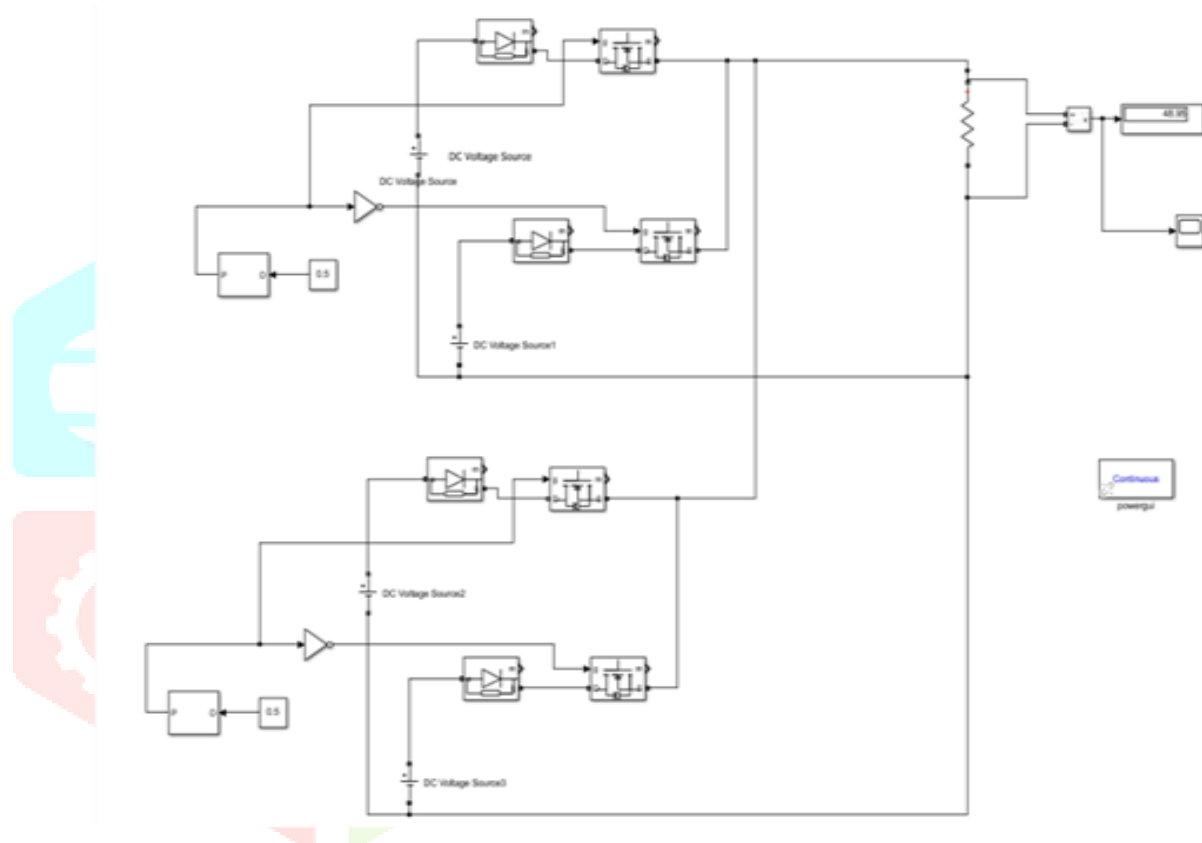 m
g m
48.95
DC Voltage Source
DC Voltage Source
m
g m
P D
0.5
DC Voltage Source1
m
g m
Continuous
powergui
DC Voltage Source2
m
g m
P D
0.5
DC Voltage Source3